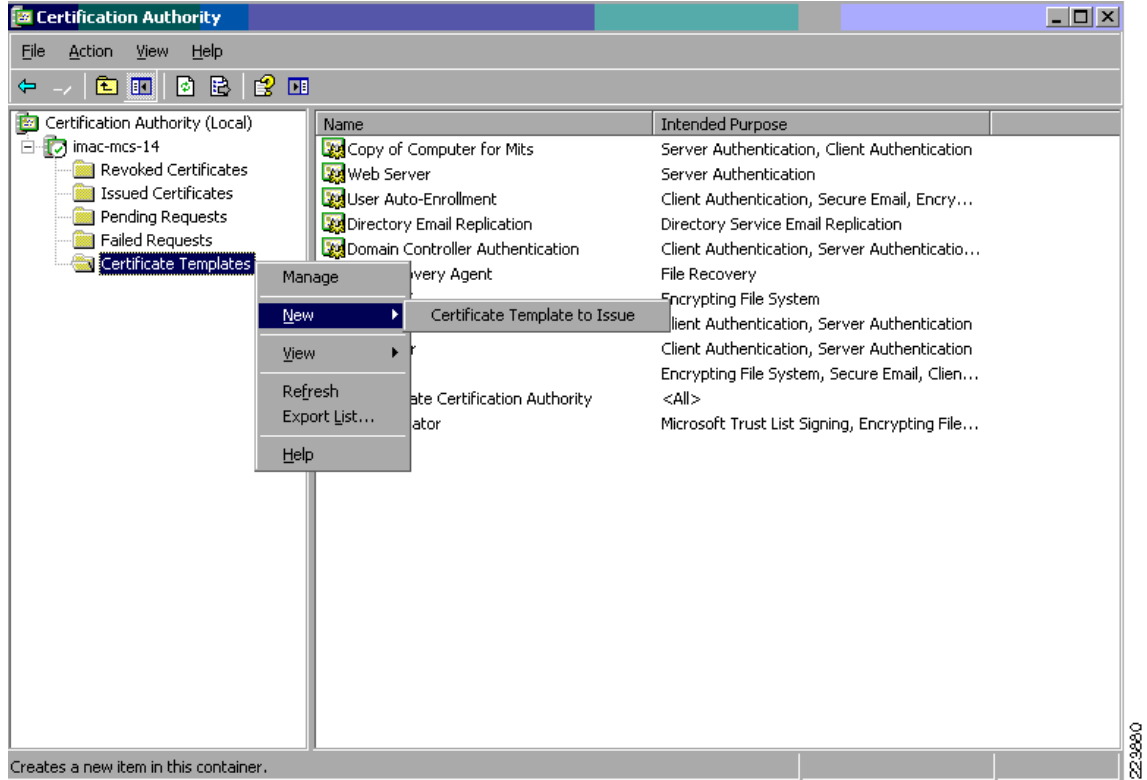 Certification Authority
File Action View Help
Certification Authority (Local)
imac-mcs-14
Revoked Certificates
Issued Certificates
Pending Requests
Failed Requests
Certificate Templates
Name Intended Purpose
Copy of Computer for Mits Server Authentication, Client Authentication
Web Server Server Authentication
User Auto-Enrollment Client Authentication, Secure Email, Encry...
Directory Email Replication Directory Service Email Replication
Domain Controller Authentication Client Authentication, Server Authenticatio...
very Agent File Recovery
Encrypting File System
lient Authentication, Server Authentication
r Client Authentication, Server Authentication
Encrypting File System, Secure Email, Clien...
ate Certification Authority <All>
ator Microsoft Trust List Signing, Encrypting File...
Manage
New
Certificate Template to Issue
View
Refresh
Export List...
Help
Creates a new item in this container.
223880